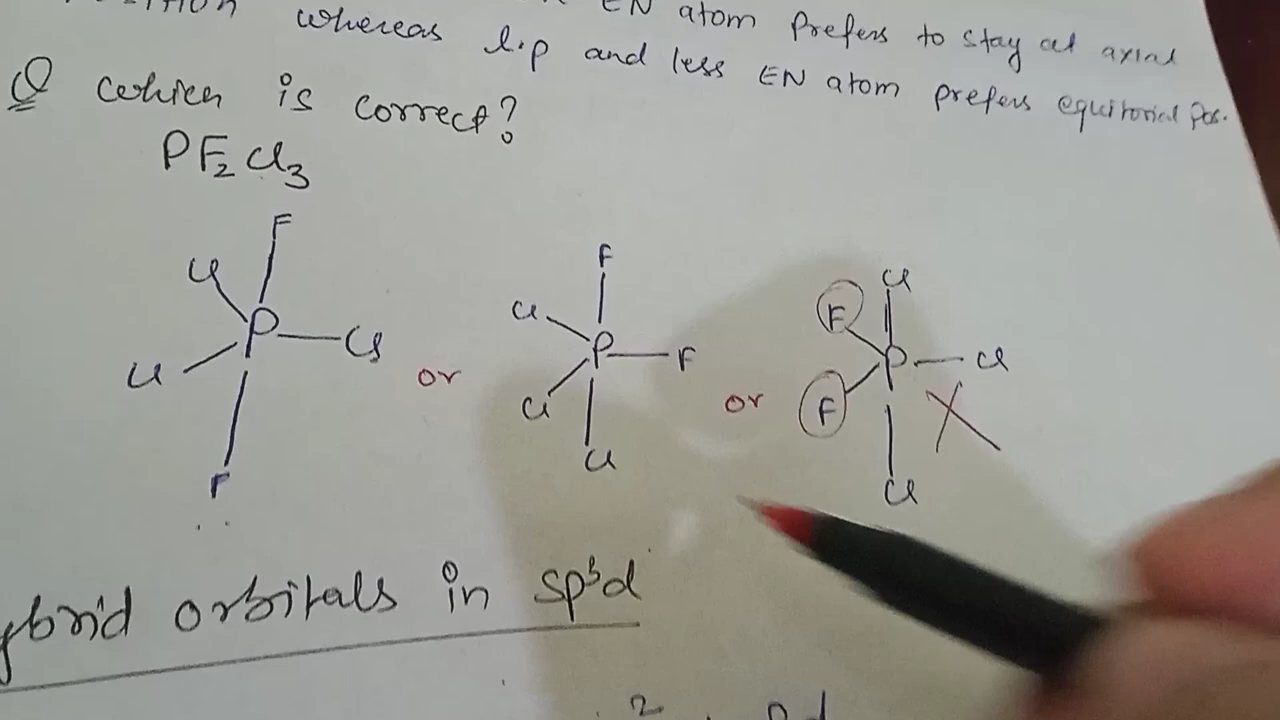 EN atom Prefers to stay at axial
whereas l.p and less EN atom prefers equitorial Pos.
Q which is correct?
PF2Cl3
F
Cl
P Cl
Cl
F
or
F
Cl
P F
Cl
Cl
or
Cl
F
P Cl
F
Cl
ybrid orbitals in sp3d
2